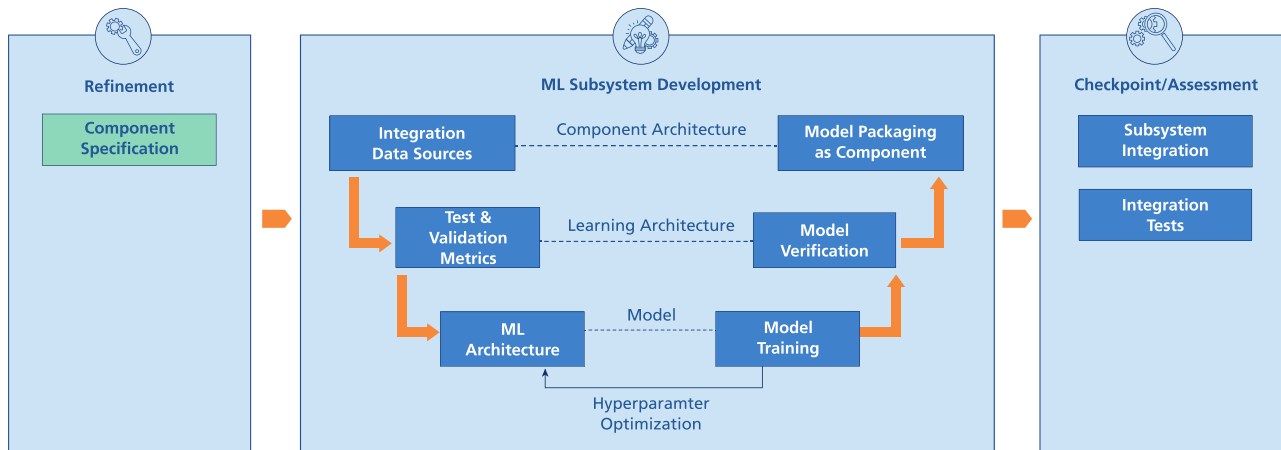 Refinement
Component
Specification
ML Subsystem Development
Integration
Data Sources
Component Architecture
Model Packaging
as Component
Test &
Validation
Metrics
Learning Architecture
Model
Verification
ML
Architecture
Model
Model
Training
Hyperparamter
Optimization
Checkpoint/Assessment
Subsystem
Integration
Integration
Tests